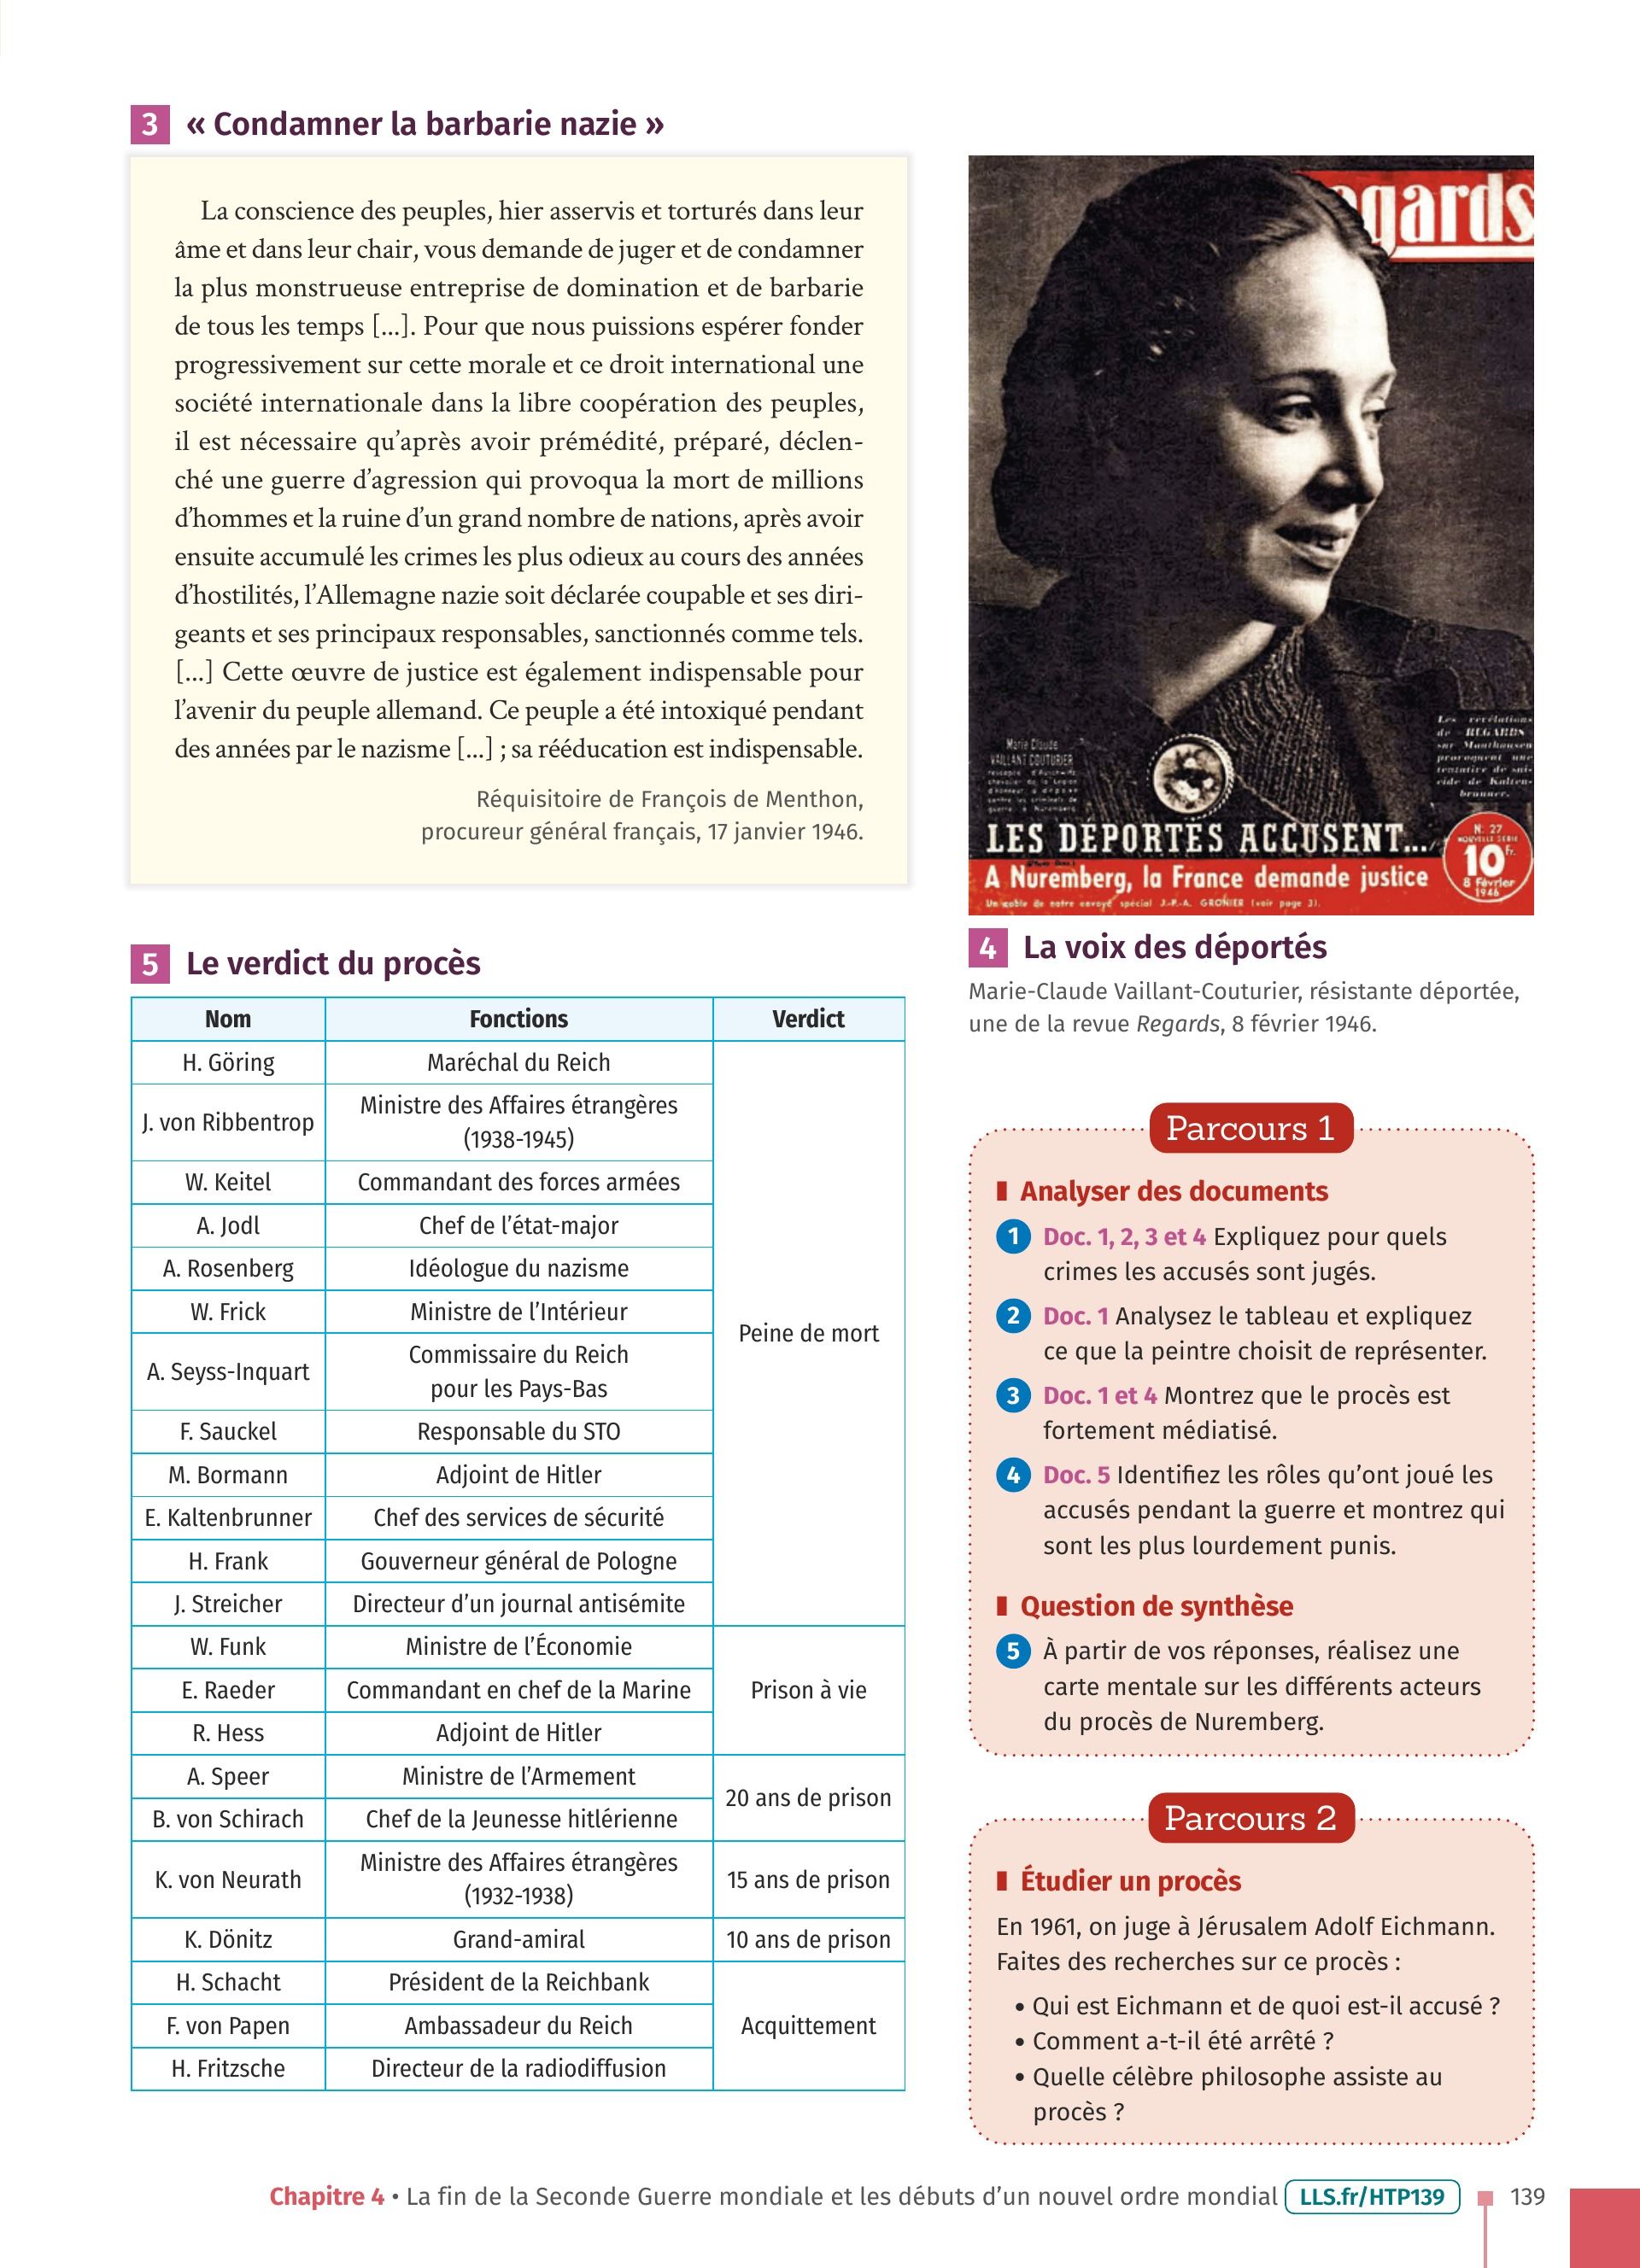 3 « Condamner la barbarie nazie »
La conscience des peuples, hier asservis et torturés dans leur
âme et dans leur chair, vous demande de juger et de condamner
la plus monstrueuse entreprise de domination et de barbarie
de tous les temps [...]. Pour que nous puissions espérer fonder
progressivement sur cette morale et ce droit international une
société internationale dans la libre coopération des peuples,
il est nécessaire qu’après avoir prémédité, préparé, déclen-
ché une guerre d’agression qui provoqua la mort de millions
d’hommes et la ruine d’un grand nombre de nations, après avoir
ensuite accumulé les crimes les plus odieux au cours des années
d’hostilités, l’Allemagne nazie soit déclarée coupable et ses diri-
geants et ses principaux responsables, sanctionnés comme tels.
[...] Cette œuvre de justice est également indispensable pour
l’avenir du peuple allemand. Ce peuple a été intoxiqué pendant
des années par le nazisme [...] ; sa rééducation est indispensable.
Réquisitoire de François de Menthon,
procureur général français, 17 janvier 1946.
egards
Marie Claude
VAILLANT COUTURIER
Les révélations
de REGARDS
sur Mauthausen
provoquent une
tentative de sui-
cide de Kalten-
brunner.
LES DÉPORTÉS ACCUSENT...
A Nuremberg, la France demande justice
Un cable de notre envoyé spécial J.-P.-A. GRONIER (voir page 3).
N. 27
NOUVELLE SERIE
10 Fr.
8 Février
1946
4 La voix des déportés
Marie-Claude Vaillant-Couturier, résistante déportée,
une de la revue Regards, 8 février 1946.
5 Le verdict du procès
Nom Fonctions Verdict
H. Göring Maréchal du Reich
J. von Ribbentrop Ministre des Affaires étrangères
(1938-1945)
W. Keitel Commandant des forces armées
A. Jodl Chef de l’état-major
A. Rosenberg Idéologue du nazisme
W. Frick Ministre de l’Intérieur
Peine de mort
A. Seyss-Inquart Commissaire du Reich
pour les Pays-Bas
F. Sauckel Responsable du STO
M. Bormann Adjoint de Hitler
E. Kaltenbrunner Chef des services de sécurité
H. Frank Gouverneur général de Pologne
J. Streicher Directeur d’un journal antisémite
W. Funk Ministre de l’Économie
E. Raeder Commandant en chef de la Marine Prison à vie
R. Hess Adjoint de Hitler
A. Speer Ministre de l’Armement
20 ans de prison
B. von Schirach Chef de la Jeunesse hitlérienne
K. von Neurath Ministre des Affaires étrangères
(1932-1938) 15 ans de prison
K. Dönitz Grand-amiral 10 ans de prison
H. Schacht Président de la Reichbank
F. von Papen Ambassadeur du Reich Acquittement
H. Fritzsche Directeur de la radiodiffusion
Parcours 1
Analyser des documents
1 Doc. 1, 2, 3 et 4 Expliquez pour quels
crimes les accusés sont jugés.
2 Doc. 1 Analysez le tableau et expliquez
ce que la peintre choisit de représenter.
3 Doc. 1 et 4 Montrez que le procès est
fortement médiatisé.
4 Doc. 5 Identifiez les rôles qu’ont joué les
accusés pendant la guerre et montrez qui
sont les plus lourdement punis.
Question de synthèse
5 À partir de vos réponses, réalisez une
carte mentale sur les différents acteurs
du procès de Nuremberg.
Parcours 2
Étudier un procès
En 1961, on juge à Jérusalem Adolf Eichmann.
Faites des recherches sur ce procès :
• Qui est Eichmann et de quoi est-il accusé ?
• Comment a-t-il été arrêté ?
• Quelle célèbre philosophe assiste au
procès ?
Chapitre 4 • La fin de la Seconde Guerre mondiale et les débuts d’un nouvel ordre mondial LLS.fr/HTP139 139